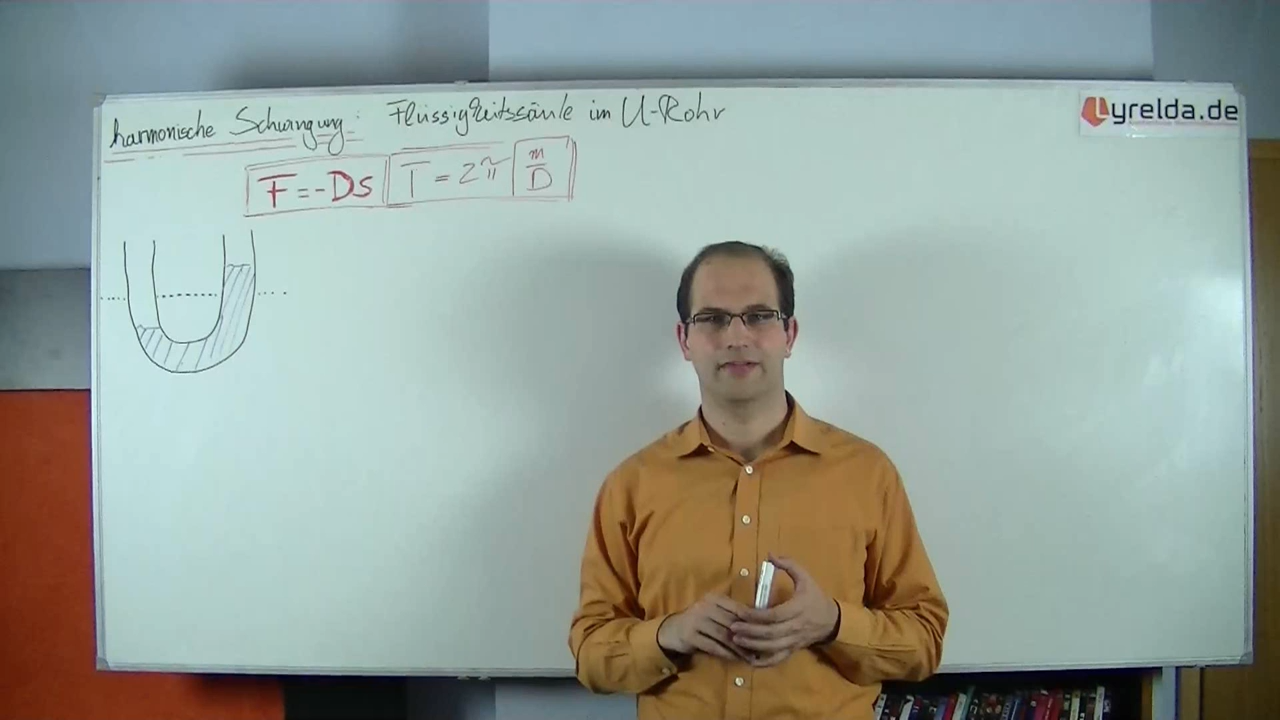 harmonische Schwingung: Flüssigkeitssäule im U-Rohr
F = -Ds T = 2π √(m/D)
Lyrelda.de